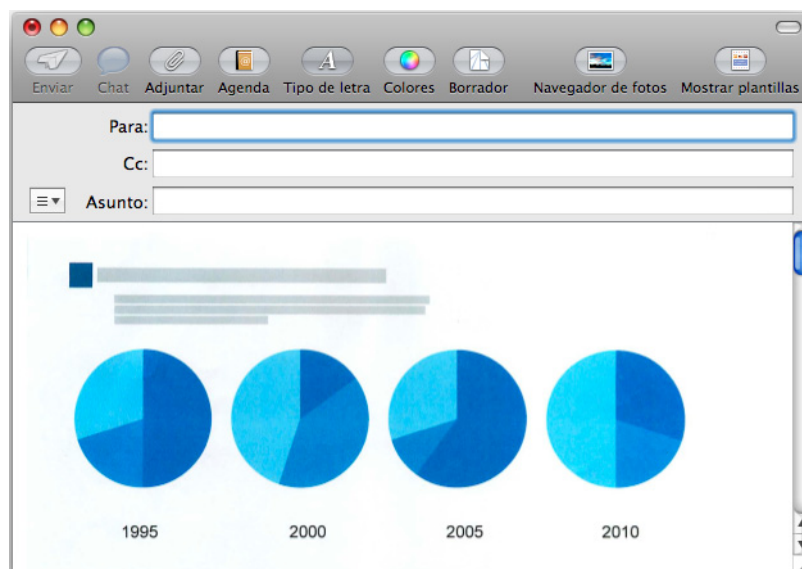 Enviar Chat Adjuntar Agenda Tipo de letra Colores Borrador Navegador de fotos Mostrar plantillas
Para:
Cc:
Asunto:
1995 2000 2005 2010